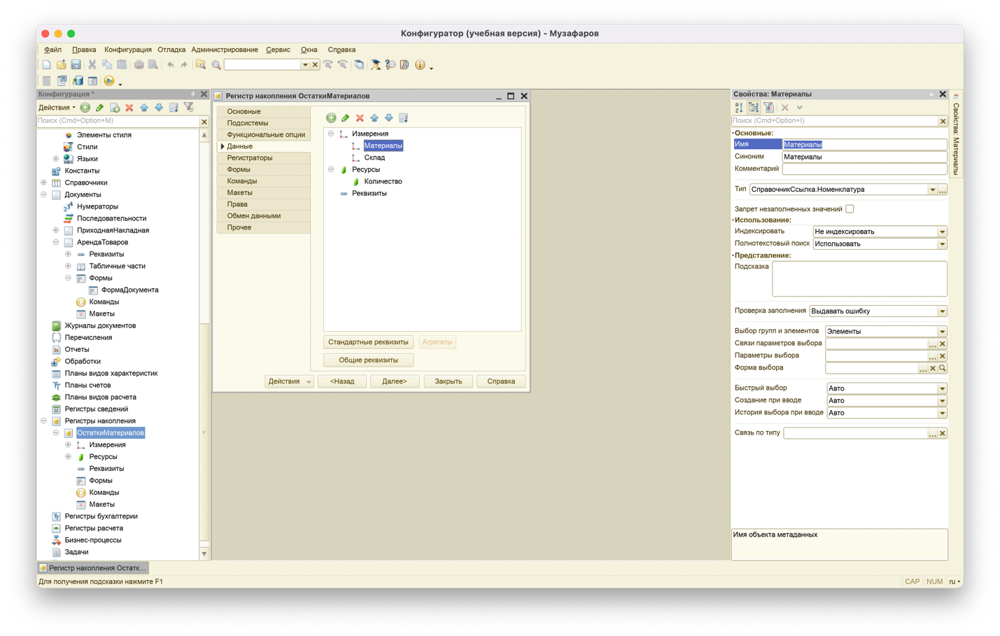 Конфигуратор (учебная версия) - Музафаров
Файл Правка Конфигурация Отладка Администрирование Сервис Окна Справка
Конфигурация *
Действия
Поиск (Cmd+Option+M)
Элементы стиля
Стили
Языки
Константы
Справочники
Документы
Нумераторы
Последовательности
ПриходнаяНакладная
АрендаТоваров
Реквизиты
Табличные части
Формы
ФормаДокумента
Команды
Макеты
Журналы документов
Перечисления
Отчеты
Обработки
Планы видов характеристик
Планы счетов
Планы видов расчета
Регистры сведений
Регистры накопления
ОстаткиМатериалов
Измерения
Ресурсы
Реквизиты
Формы
Команды
Макеты
Регистры бухгалтерии
Регистры расчета
Бизнес-процессы
Задачи
Регистр накопления ОстаткиМатериалов
Основные
Подсистемы
Функциональные опции
Данные
Регистраторы
Формы
Команды
Макеты
Права
Обмен данными
Прочее
Измерения
Материалы
Склад
Ресурсы
Количество
Реквизиты
Стандартные реквизиты Агрегаты
Общие реквизиты
Действия <Назад Далее> Закрыть Справка
Свойства: Материалы
Поиск (Cmd+Option+I)
Основные:
Имя Материалы
Синоним Материалы
Комментарий
Тип СправочникСсылка.Номенклатура
Запрет незаполненных значений
Использование:
Индексировать Не индексировать
Полнотекстовый поиск Использовать
Представление:
Подсказка
Проверка заполнения Выдавать ошибку
Выбор групп и элементов Элементы
Связи параметров выбора
Параметры выбора
Форма выбора
Быстрый выбор Авто
Создание при вводе Авто
История выбора при вводе Авто
Связь по типу
Имя объекта метаданных
Свойства: Материалы
Регистр накопления Остатк...
Для получения подсказки нажмите F1
CAP NUM ru